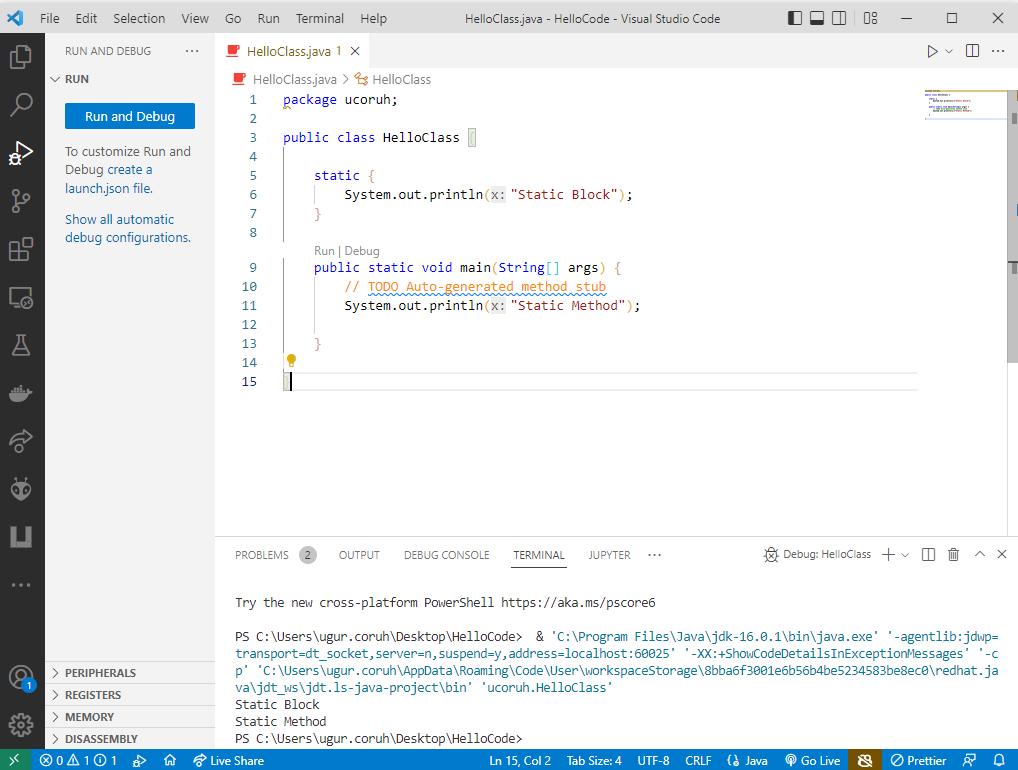 File Edit Selection View Go Run Terminal Help HelloClass.java - HelloCode - Visual Studio Code
RUN AND DEBUG ···
RUN
Run and Debug
To customize Run and
Debug create a
launch.json file.
Show all automatic
debug configurations.
PERIPHERALS
REGISTERS
MEMORY
DISASSEMBLY
1
HelloClass.java 1
HelloClass.java > HelloClass
1 package ucoruh;
2
3 public class HelloClass {
4
5 static {
6 System.out.println(x: "Static Block");
7 }
8
Run | Debug
9 public static void main(String[] args) {
10 // TODO Auto-generated method stub
11 System.out.println(x: "Static Method");
12
13 }
14
15 }
PROBLEMS 2 OUTPUT DEBUG CONSOLE TERMINAL JUPYTER ··· Debug: HelloClass
Try the new cross-platform PowerShell https://aka.ms/pscore6
PS C:\Users\ugur.coruh\Desktop\HelloCode>  & 'C:\Program Files\Java\jdk-16.0.1\bin\java.exe' '-agentlib:jdwp=
transport=dt_socket,server=n,suspend=y,address=localhost:60025' '-XX:+ShowCodeDetailsInExceptionMessages' '-c
p' 'C:\Users\ugur.coruh\AppData\Roaming\Code\User\workspaceStorage\8bba6f3001e6b56b4be5234583be8ec0\redhat.ja
va\jdt_ws\jdt.ls-java-project\bin' 'ucoruh.HelloClass'
Static Block
Static Method
PS C:\Users\ugur.coruh\Desktop\HelloCode>
0 1 1 Live Share Ln 15, Col 2 Tab Size: 4 UTF-8 CRLF {} Java Go Live Prettier